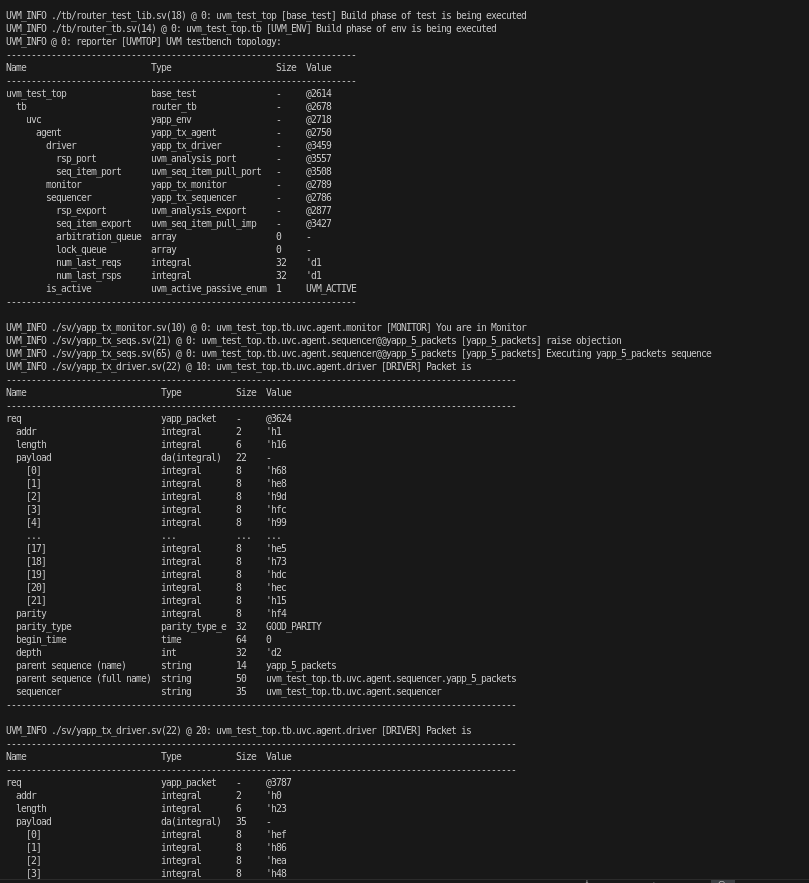 UVM_INFO ./tb/router_test_lib.sv(18) @ 0: uvm_test_top [base_test] Build phase of test is being executed
UVM_INFO ./tb/router_tb.sv(14) @ 0: uvm_test_top.tb [UVM_ENV] Build phase of env is being executed
UVM_INFO @ 0: reporter [UVMTOP] UVM testbench topology:
----------------------------------------------------------------------
Name                         Type                     Size  Value
----------------------------------------------------------------------
uvm_test_top                 base_test                -     @2614
  tb                         router_tb                -     @2678
    uvc                      yapp_env                 -     @2718
      agent                  yapp_tx_agent            -     @2750
        driver               yapp_tx_driver           -     @3459
          rsp_port           uvm_analysis_port        -     @3557
          seq_item_port      uvm_seq_item_pull_port   -     @3508
        monitor              yapp_tx_monitor          -     @2789
        sequencer            yapp_tx_sequencer        -     @2786
          rsp_export         uvm_analysis_export      -     @2877
          seq_item_export    uvm_seq_item_pull_imp    -     @3427
          arbitration_queue  array                    0     -
          lock_queue         array                    0     -
          num_last_reqs      integral                 32    'd1
          num_last_rsps      integral                 32    'd1
        is_active            uvm_active_passive_enum  1     UVM_ACTIVE
----------------------------------------------------------------------
UVM_INFO ./sv/yapp_tx_monitor.sv(10) @ 0: uvm_test_top.tb.uvc.agent.monitor [MONITOR] You are in Monitor
UVM_INFO ./sv/yapp_tx_seqs.sv(21) @ 0: uvm_test_top.tb.uvc.agent.sequencer@@yapp_5_packets [yapp_5_packets] raise objection
UVM_INFO ./sv/yapp_tx_seqs.sv(65) @ 0: uvm_test_top.tb.uvc.agent.sequencer@@yapp_5_packets [yapp_5_packets] Executing yapp_5_packets sequence
UVM_INFO ./sv/yapp_tx_driver.sv(22) @ 10: uvm_test_top.tb.uvc.agent.driver [DRIVER] Packet is
------------------------------------------------------------------------------------------------------
Name                           Type           Size  Value
------------------------------------------------------------------------------------------------------
req                            yapp_packet    -     @3624
  addr                         integral       2     'h1
  length                       integral       6     'h16
  payload                      da(integral)   22    -
    [0]                        integral       8     'h68
    [1]                        integral       8     'he8
    [2]                        integral       8     'h9d
    [3]                        integral       8     'hfc
    [4]                        integral       8     'h99
    ...                        ...            ...   ...
    [17]                       integral       8     'he5
    [18]                       integral       8     'h73
    [19]                       integral       8     'hdc
    [20]                       integral       8     'hec
    [21]                       integral       8     'h15
  parity                       integral       8     'hf4
  parity_type                  parity_type_e  32    GOOD_PARITY
  begin_time                   time           64    0
  depth                        int            32    'd2
  parent sequence (name)       string         14    yapp_5_packets
  parent sequence (full name)  string         50    uvm_test_top.tb.uvc.agent.sequencer.yapp_5_packets
  sequencer                    string         35    uvm_test_top.tb.uvc.agent.sequencer
------------------------------------------------------------------------------------------------------
UVM_INFO ./sv/yapp_tx_driver.sv(22) @ 20: uvm_test_top.tb.uvc.agent.driver [DRIVER] Packet is
------------------------------------------------------------------------------------------------------
Name                           Type           Size  Value
------------------------------------------------------------------------------------------------------
req                            yapp_packet    -     @3787
  addr                         integral       2     'h0
  length                       integral       6     'h23
  payload                      da(integral)   35    -
    [0]                        integral       8     'hef
    [1]                        integral       8     'h86
    [2]                        integral       8     'hea
    [3]                        integral       8     'h48